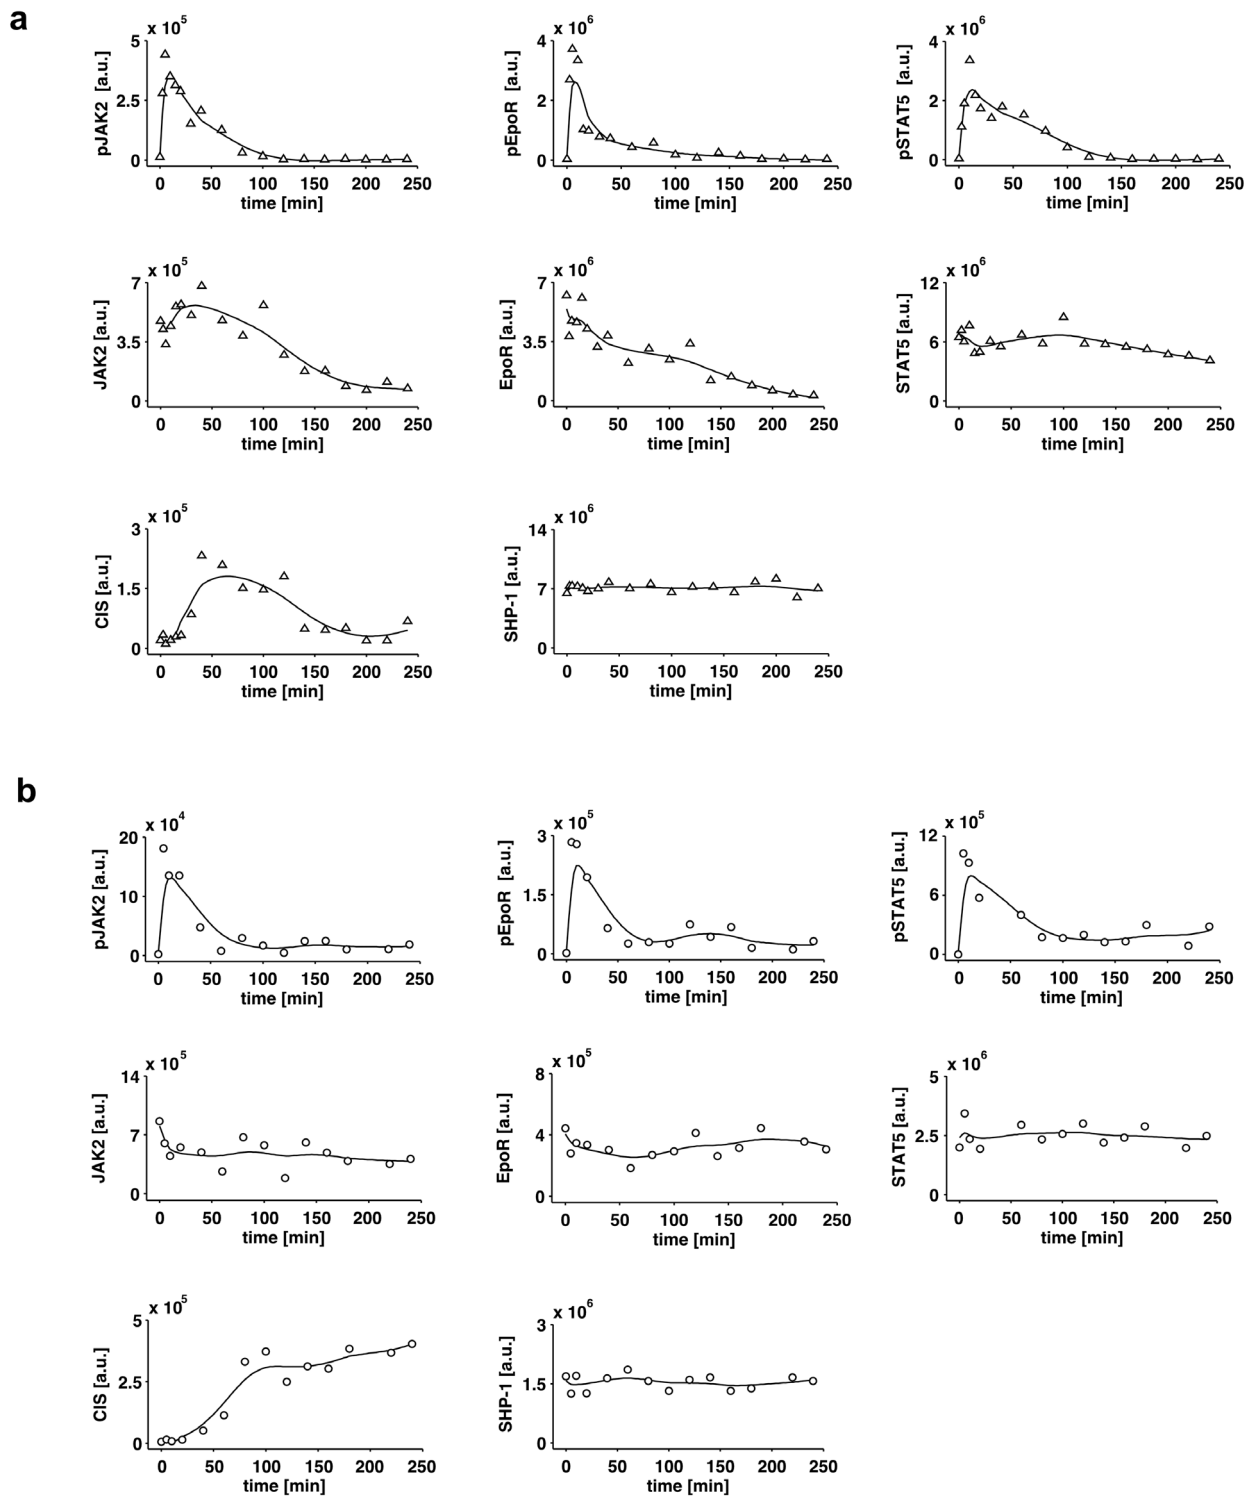 a
x 10^5
5
2.5
0
pJAK2 [a.u.]
0 50 100 150 200 250
time [min]
x 10^6
4
2
0
pEpoR [a.u.]
0 50 100 150 200 250
time [min]
x 10^6
4
2
0
pSTAT5 [a.u.]
0 50 100 150 200 250
time [min]
x 10^5
7
3.5
0
JAK2 [a.u.]
0 50 100 150 200 250
time [min]
x 10^6
7
3.5
0
EpoR [a.u.]
0 50 100 150 200 250
time [min]
x 10^6
12
6
0
STAT5 [a.u.]
0 50 100 150 200 250
time [min]
x 10^5
3
1.5
0
CIS [a.u.]
0 50 100 150 200 250
time [min]
x 10^6
14
7
0
SHP-1 [a.u.]
0 50 100 150 200 250
time [min]
b
x 10^4
20
10
0
pJAK2 [a.u.]
0 50 100 150 200 250
time [min]
x 10^5
3
1.5
0
pEpoR [a.u.]
0 50 100 150 200 250
time [min]
x 10^5
12
6
0
pSTAT5 [a.u.]
0 50 100 150 200 250
time [min]
x 10^5
14
7
0
JAK2 [a.u.]
0 50 100 150 200 250
time [min]
x 10^5
8
4
0
EpoR [a.u.]
0 50 100 150 200 250
time [min]
x 10^6
5
2.5
0
STAT5 [a.u.]
0 50 100 150 200 250
time [min]
x 10^5
5
2.5
0
CIS [a.u.]
0 50 100 150 200 250
time [min]
x 10^6
3
1.5
0
SHP-1 [a.u.]
0 50 100 150 200 250
time [min]